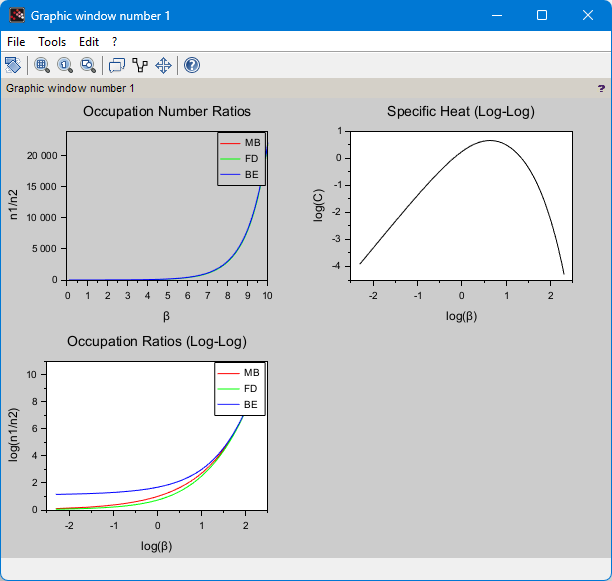 Graphic window number 1
File Tools Edit ?
Graphic window number 1 ?
Occupation Number Ratios
n1/n2
20 000
15 000
10 000
5 000
0
MB
FD
BE
0 1 2 3 4 5 6 7 8 9 10
β
Specific Heat (Log-Log)
log(C)
1
0
-1
-2
-3
-4
-2 -1 0 1 2
log(β)
Occupation Ratios (Log-Log)
log(n1/n2)
10
8
6
4
2
0
MB
FD
BE
-2 -1 0 1 2
log(β)